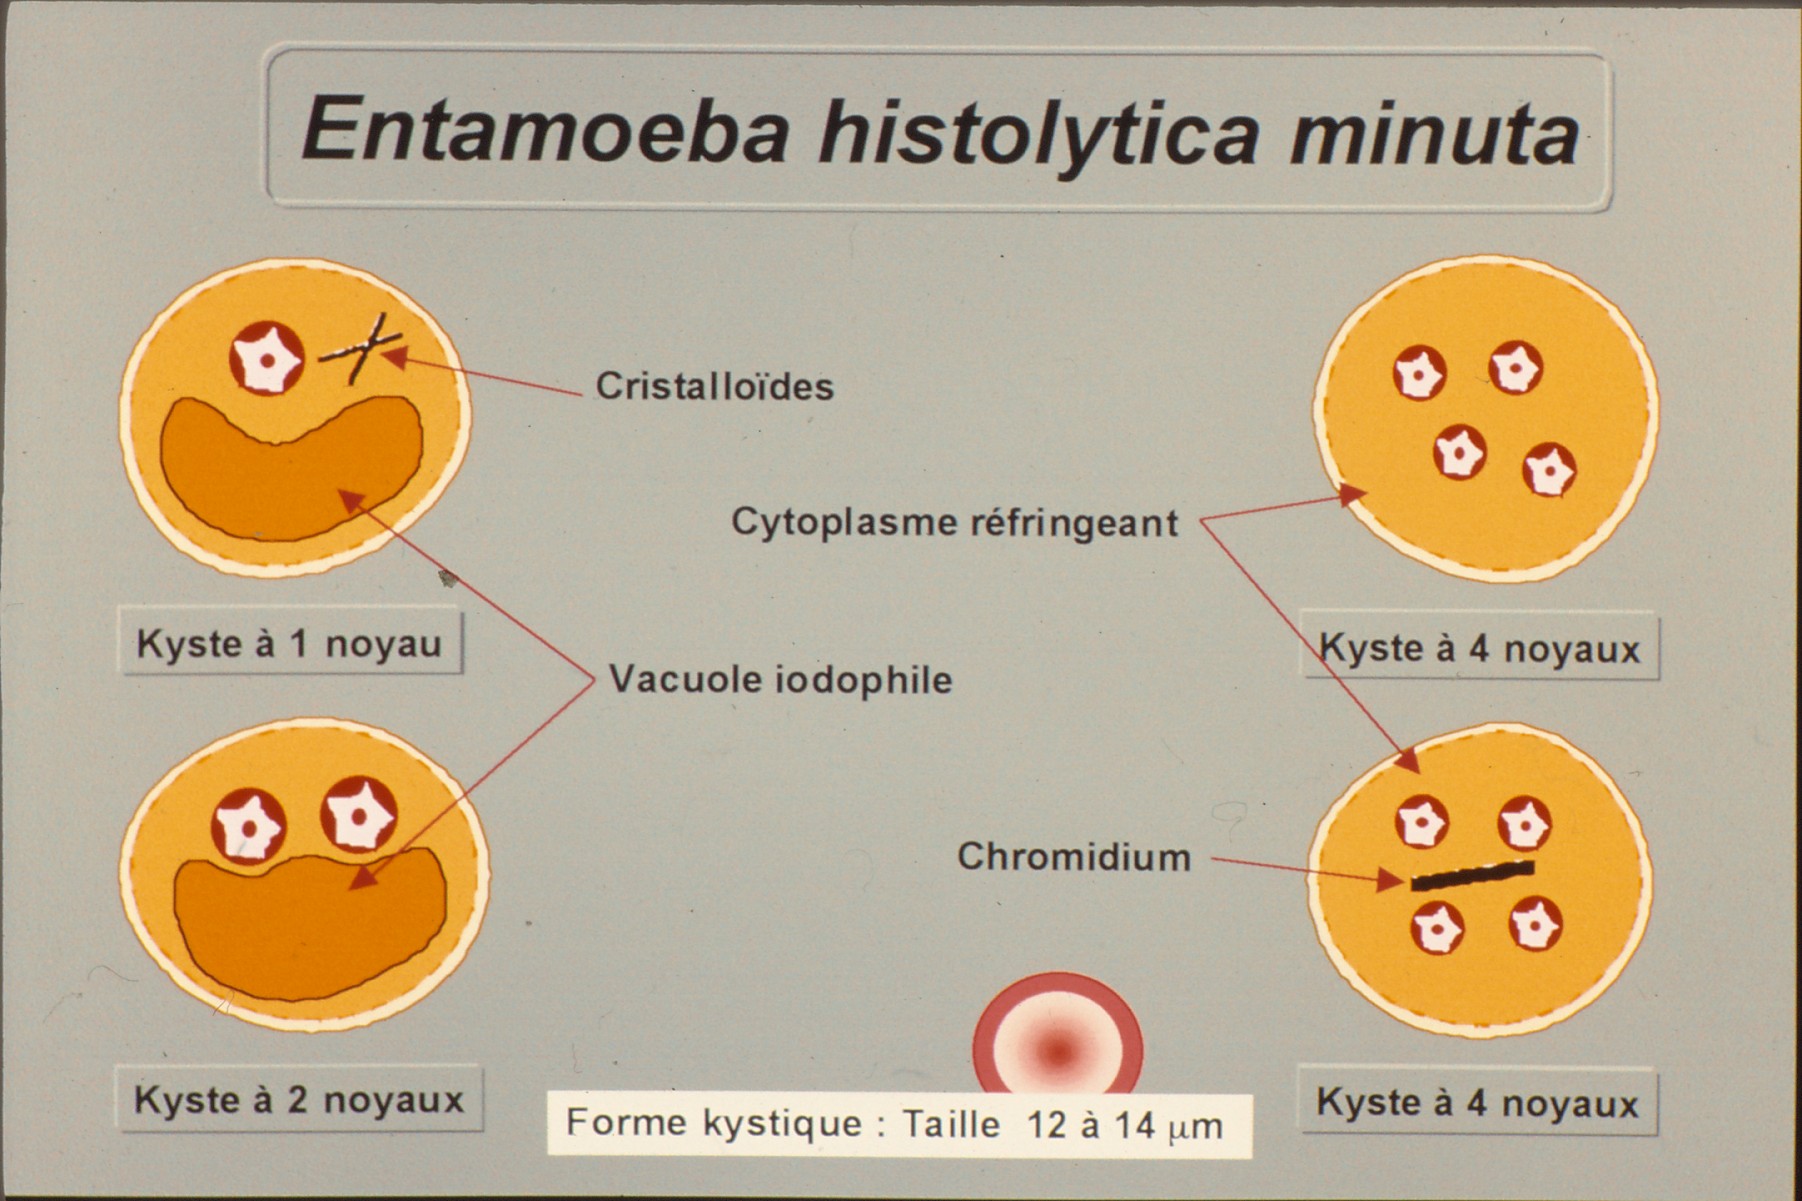 Entamoeba histolytica minuta
Cristalloïdes
Cytoplasme réfringeant
Kyste à 1 noyau
Kyste à 4 noyaux
Vacuole iodophile
Chromidium
Kyste à 2 noyaux
Kyste à 4 noyaux
Forme kystique : Taille 12 à 14 μm